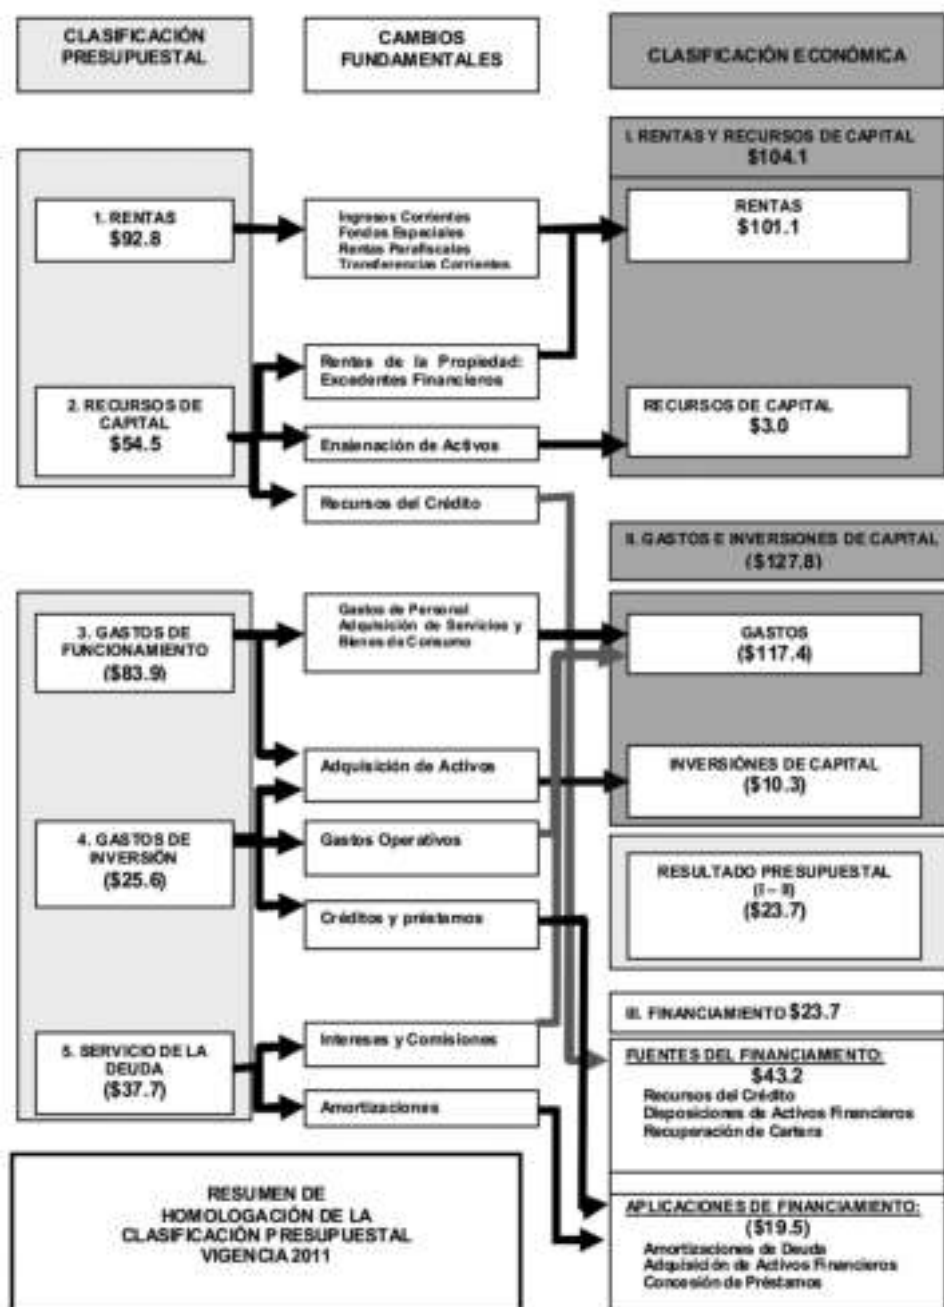 CLASIFICACIÓN
PRESUPUESTAL
CAMBIOS
FUNDAMENTALES
CLASIFICACIÓN ECONÓMICA
I. RENTAS Y RECURSOS DE CAPITAL
$104.1
1. RENTAS
$92.8
Ingresos Corrientes
Fondos Especiales
Rentas Parafiscales
Transferencias Corrientes
RENTAS
$101.1
Rentas de la Propiedad:
Excedentes Financieros
2. RECURSOS DE
CAPITAL
$54.5
Enajenación de Activos
RECURSOS DE CAPITAL
$3.0
Recursos del Crédito
II. GASTOS E INVERSIONES DE CAPITAL
($127.8)
3. GASTOS DE
FUNCIONAMIENTO
($83.9)
Gastos de Personal
Adquisición de Servicios y
Bienes de Consumo
GASTOS
($117.4)
Adquisición de Activos
INVERSIÓNES DE CAPITAL
($10.3)
4. GASTOS DE
INVERSIÓN
($25.6)
Gastos Operativos
Créditos y préstamos
RESULTADO PRESUPUESTAL
(I – II)
($23.7)
III. FINANCIAMIENTO $23.7
5. SERVICIO DE LA
DEUDA
($37.7)
Intereses y Comisiones
Amortizaciones
FUENTES DEL FINANCIAMIENTO:
$43.2
Recursos del Crédito
Disposiciones de Activos Financieros
Recuperación de Cartera
APLICACIONES DE FINANCIAMIENTO:
($19.5)
Amortizaciones de Deuda
Adquisición de Activos Financieros
Concesión de Préstamos
RESUMEN DE
HOMOLOGACIÓN DE LA
CLASIFICACIÓN PRESUPUESTAL
VIGENCIA 2011